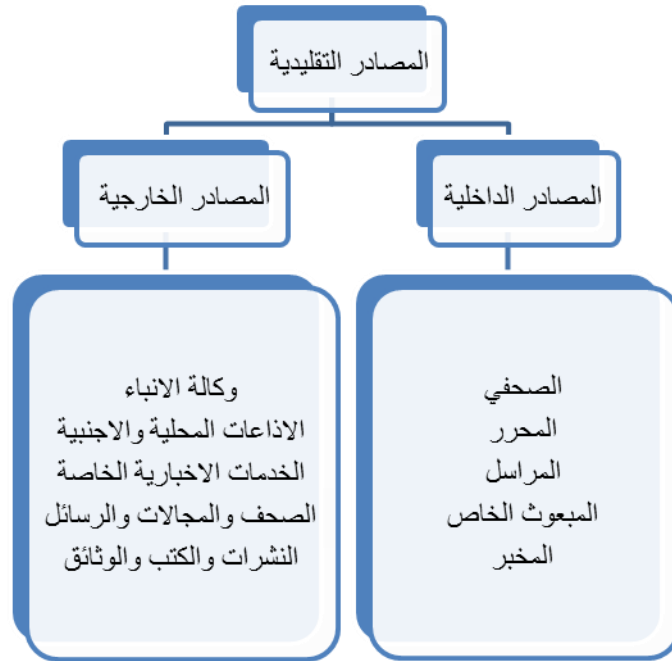 المصادر التقليدية
المصادر الداخلية
الصحفي
المحرر
المراسل
المبعوث الخاص
المخبر
المصادر الخارجية
وكالة الانباء
الاذاعات المحلية والاجنبية
الخدمات الاخبارية الخاصة
الصحف والمجالات والرسائل
النشرات والكتب والوثائق